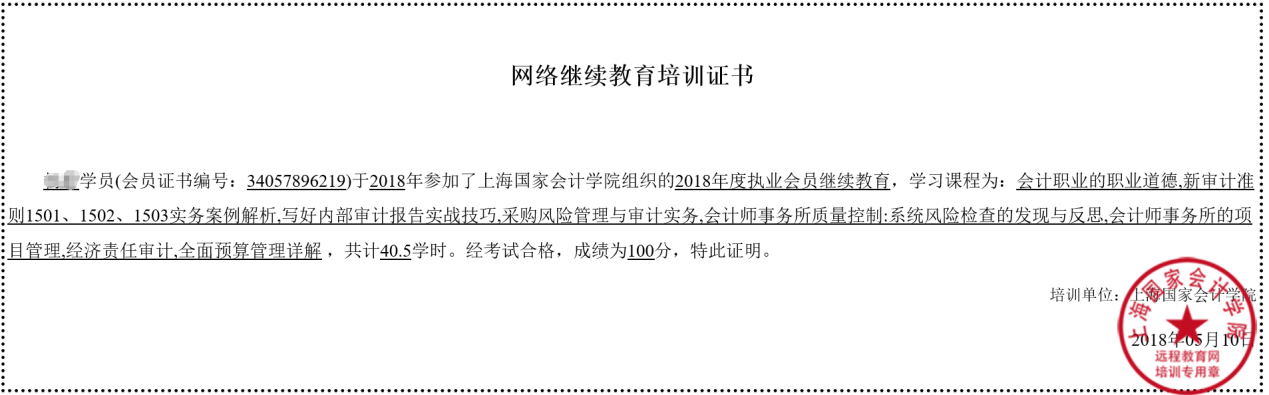 网络继续教育培训证书
学员(会员证书编号：34057896219)于2018年参加了上海国家会计学院组织的2018年度执业会员继续教育，学习课程为：会计职业的职业道德,新审计准
则1501、1502、1503实务案例解析,写好内部审计报告实战技巧,采购风险管理与审计实务,会计师事务所质量控制:系统风险检查的发现与反思,会计师事务所的项
目管理,经济责任审计,全面预算管理详解，共计40.5学时。经考试合格，成绩为100分，特此证明。
培训单位：上海国家会计学院
2018年05月10日
上海国家会计学院
远程教育网
培训专用章